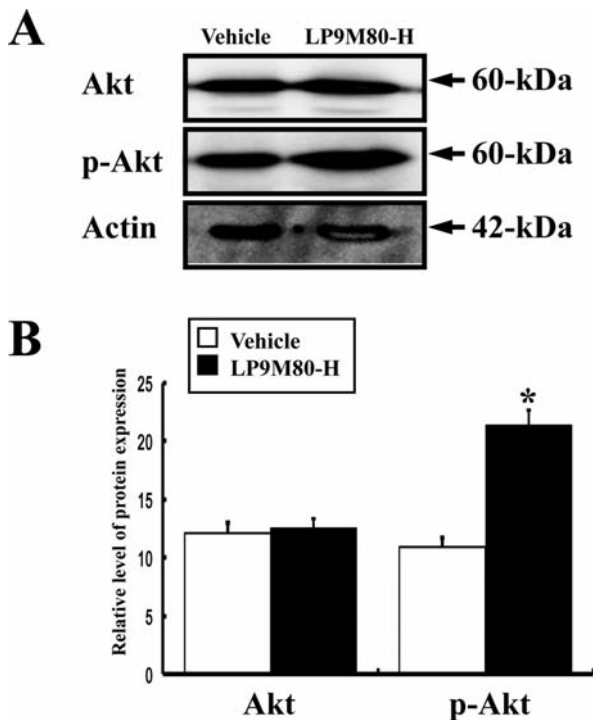 A
Vehicle LP9M80-H
Akt 60-kDa
p-Akt 60-kDa
Actin 42-kDa
B
Vehicle
LP9M80-H
Relative level of protein expression
25
20
15
10
5
0
*
Akt p-Akt